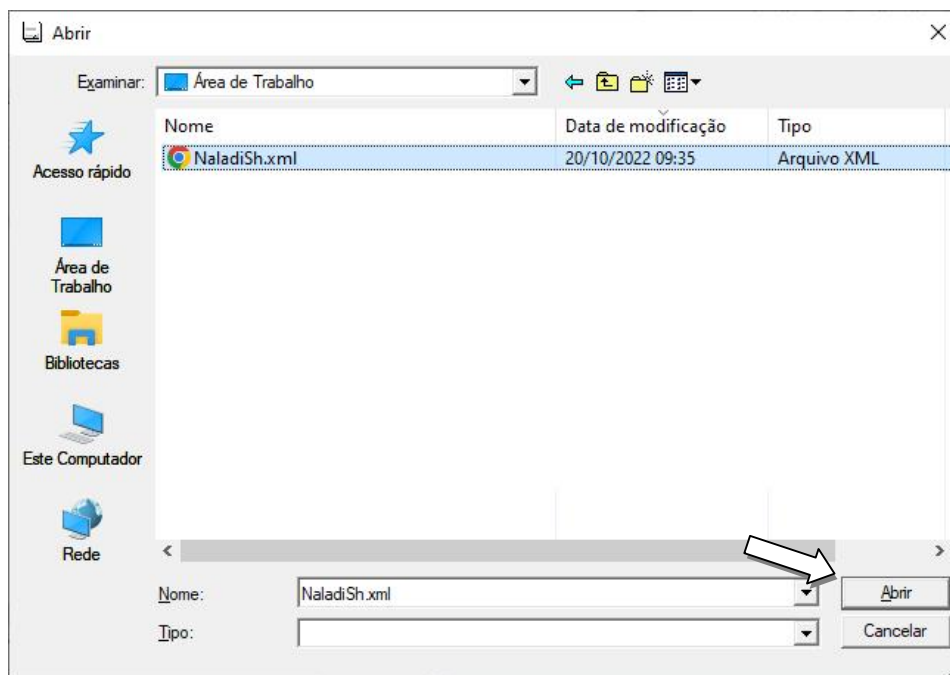 Abrir
Examinar: Área de Trabalho
Nome Data de modificação Tipo
NaladiSh.xml 20/10/2022 09:35 Arquivo XML
Acesso rápido
Área de
Trabalho
Bibliotecas
Este Computador
Rede
Nome: NaladiSh.xml Abrir
Tipo: Cancelar